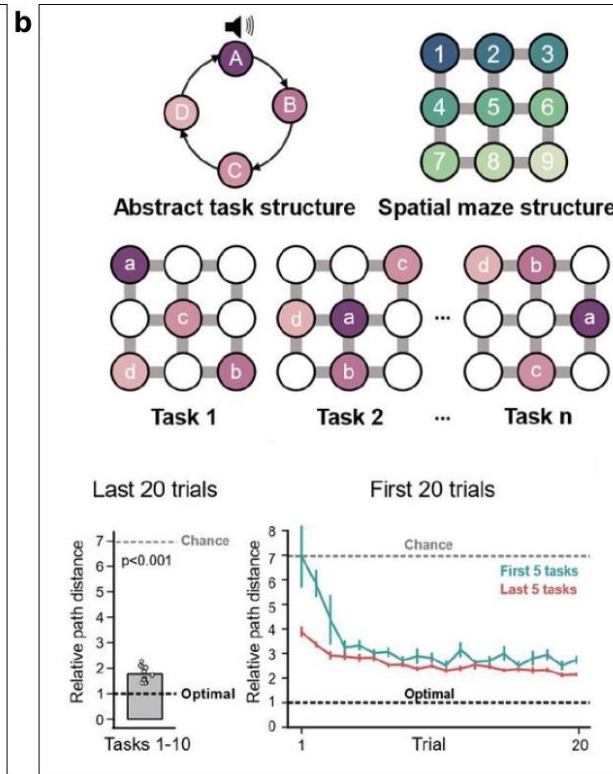 b
A
B
C
D
1 2 3
4 5 6
7 8 9
Abstract task structure
Spatial maze structure
a
c
d b
Task 1
c
d a
b
Task 2
...
...
d b
a
c
Task n
Last 20 trials
Relative path distance
7
6
5
4
3
2
1
0
Chance
p<0.001
Optimal
Tasks 1-10
First 20 trials
Relative path distance
8
7
6
5
4
3
2
1
0
Chance
First 5 tasks
Last 5 tasks
Optimal
1 Trial 20